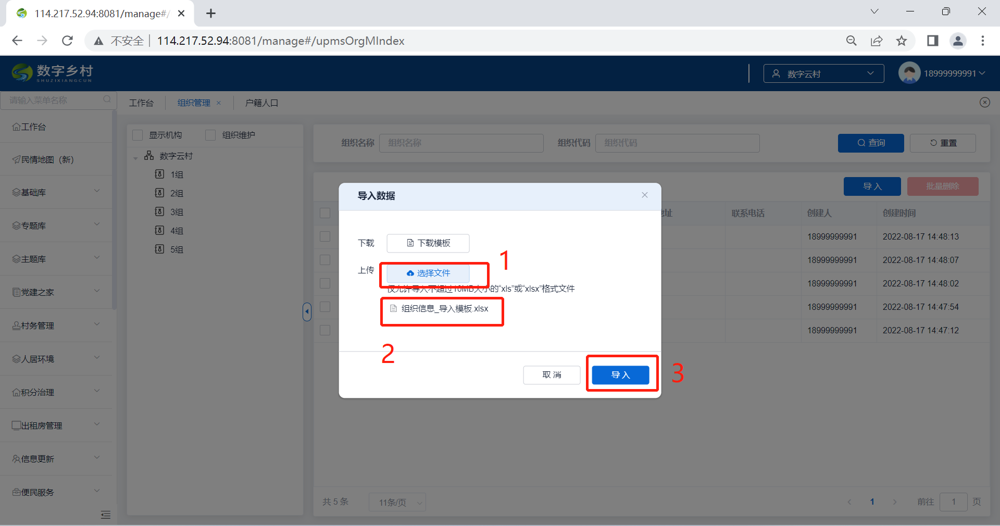 114.217.52.94:8081/manage#/
不安全 114.217.52.94:8081/manage#/upmsOrgMIndex
数字乡村
SHUZIXIANGCUN
数字云村
18999999991
请输入菜单名称
工作台 组织管理 × 户籍人口
工作台
民情地图（新）
基础库
专题库
主题库
党建之家
村务管理
人居环境
积分治理
出租房管理
信息更新
便民服务
显示机构 组织维护
数字云村
1组
2组
3组
4组
5组
组织名称 组织名称 组织代码 组织代码 查询 重置
导入 批量删除
地址 联系电话 创建人 创建时间
18999999991 2022-08-17 14:48:13
18999999991 2022-08-17 14:48:07
18999999991 2022-08-17 14:48:02
18999999991 2022-08-17 14:47:54
18999999991 2022-08-17 14:47:12
导入数据
下载 下载模板
1
上传 选择文件
仅允许导入不超过10MB大小的“xls”或“xlsx”格式文件
组织信息_导入模板.xlsx
2
取消 导入
3
共 5 条 11条/页 1 前往 1 页